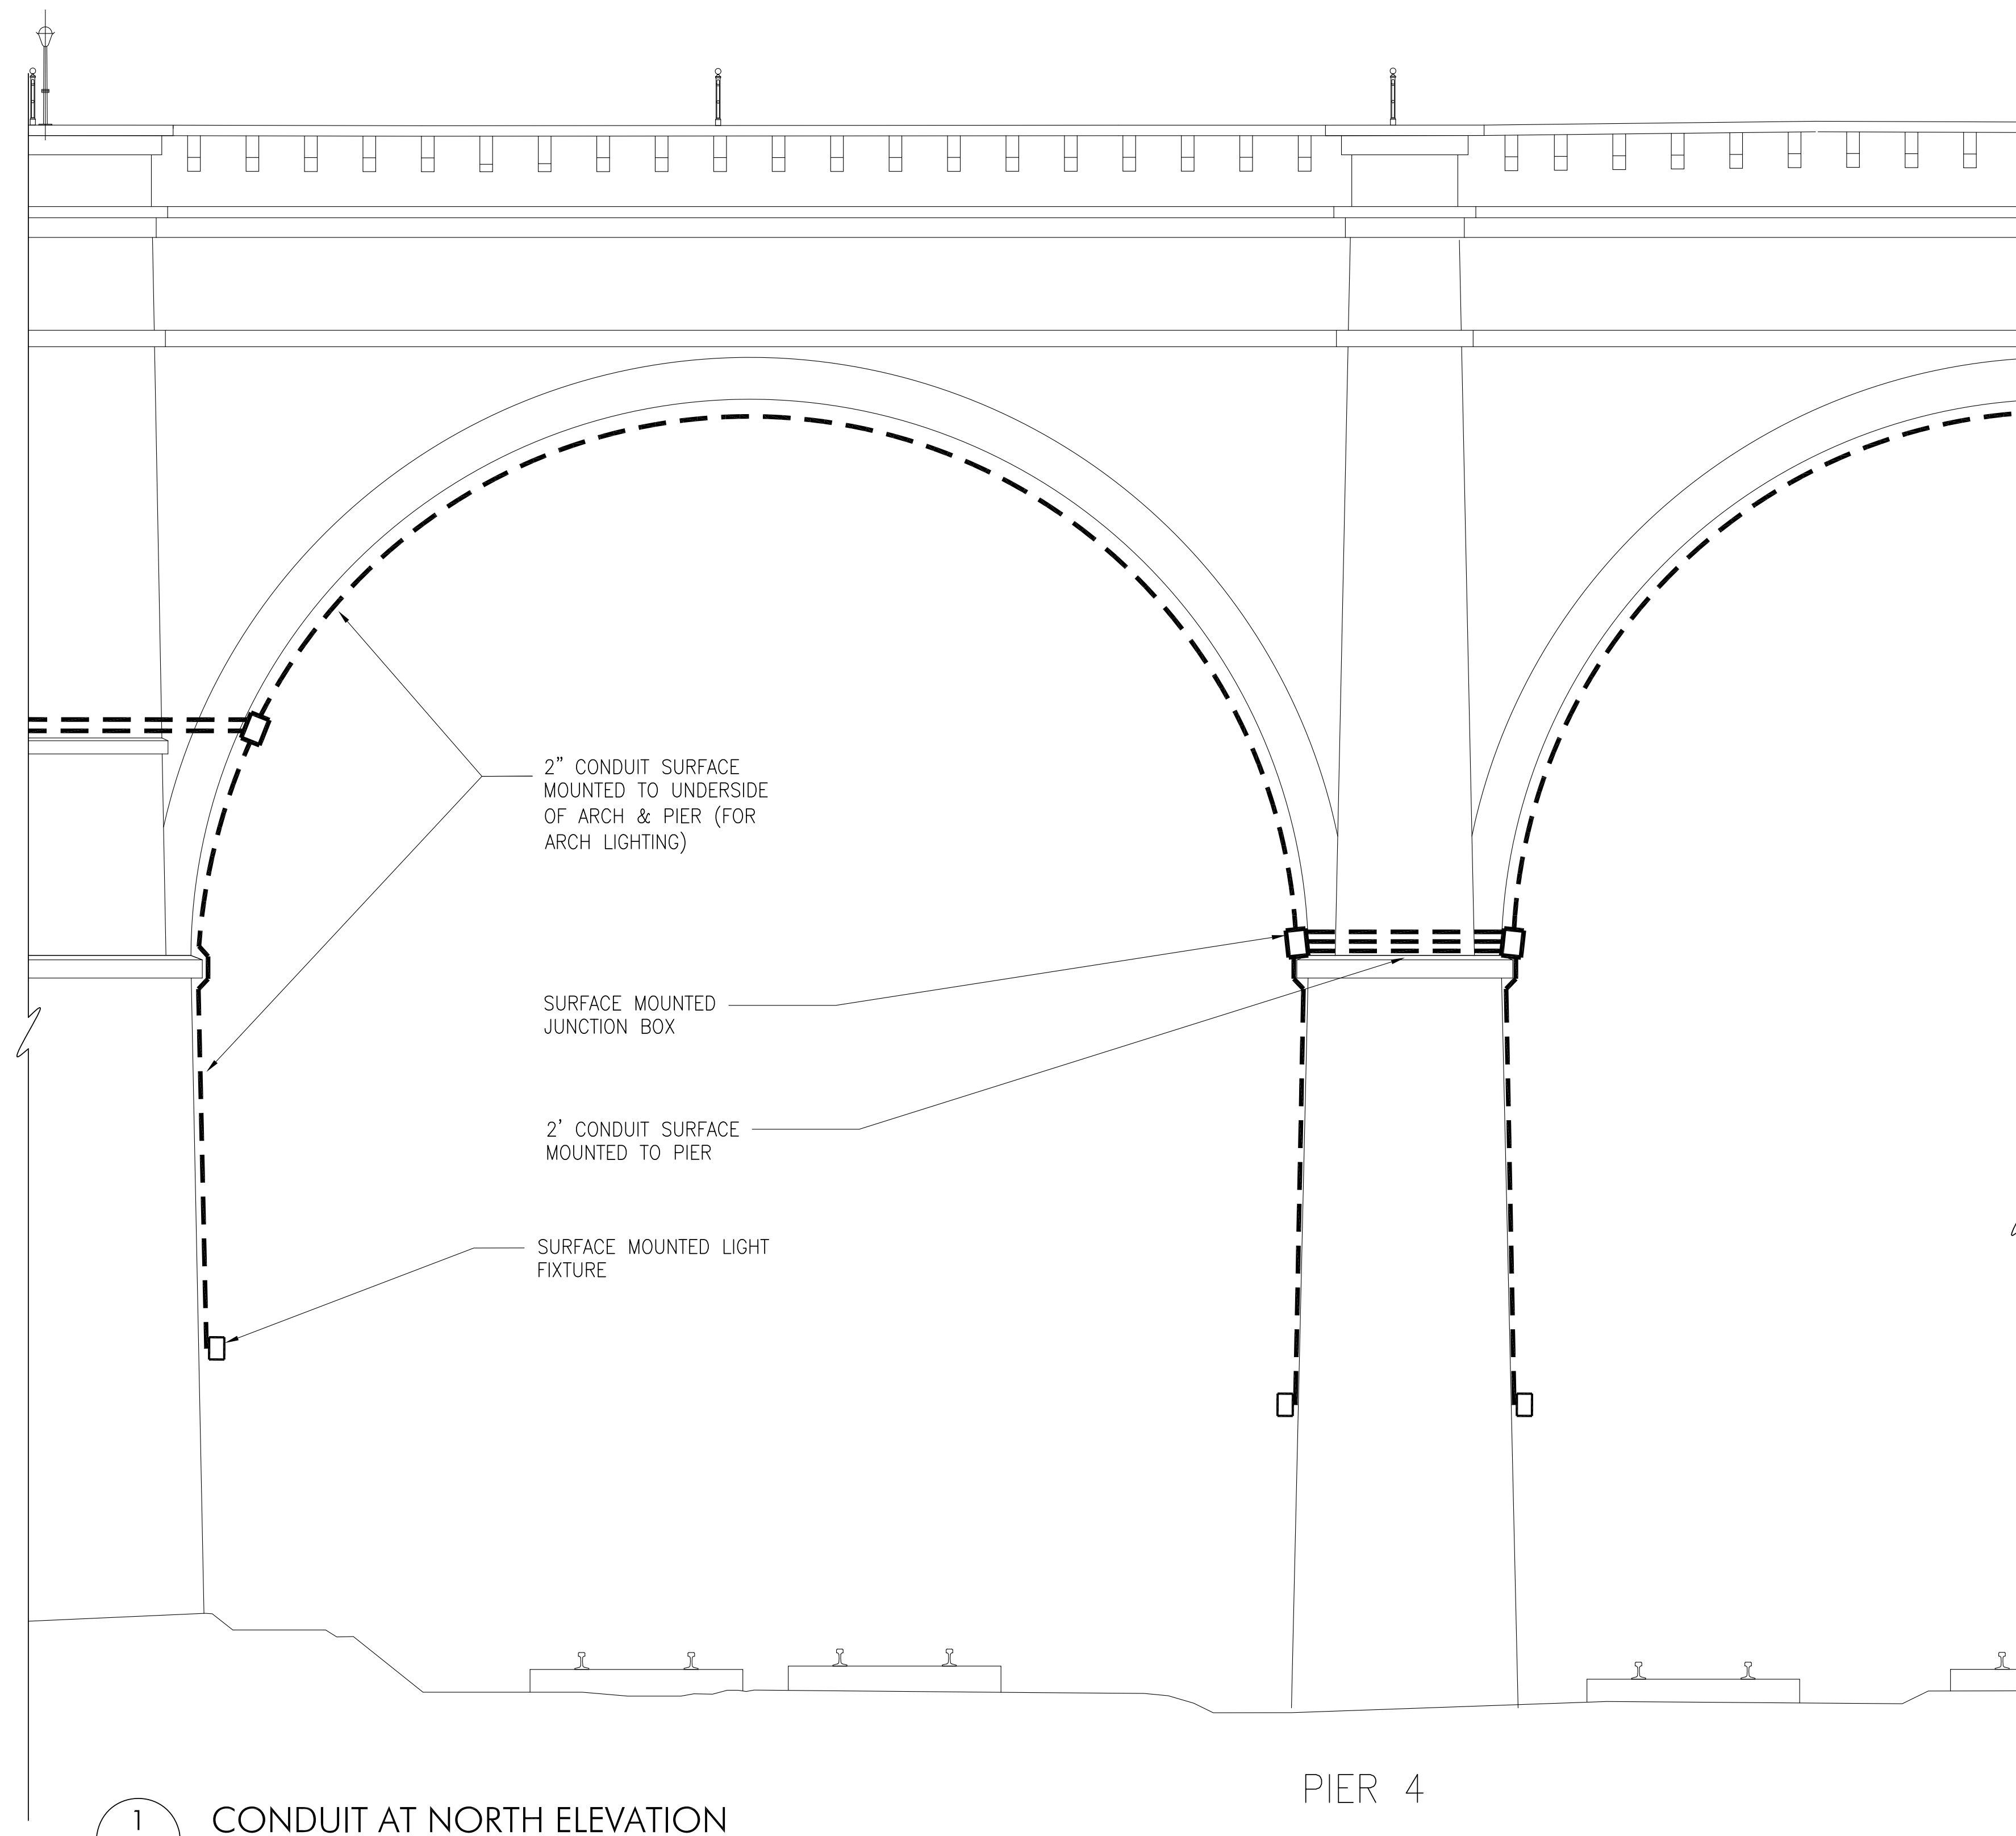 2” CONDUIT SURFACE
MOUNTED TO UNDERSIDE
OF ARCH & PIER (FOR
ARCH LIGHTING)
SURFACE MOUNTED
JUNCTION BOX
2’ CONDUIT SURFACE
MOUNTED TO PIER
SURFACE MOUNTED LIGHT
FIXTURE
PIER 4
1
CONDUIT AT NORTH ELEVATION